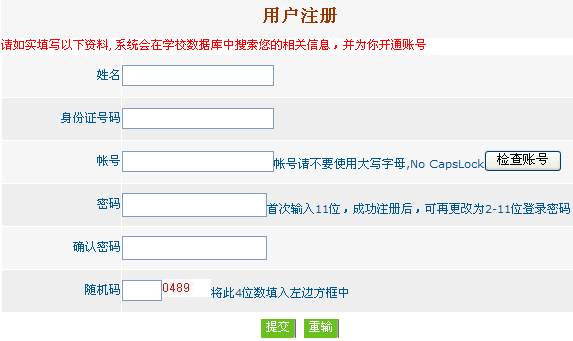 用户注册
请如实填写以下资料,系统会在学校数据库中搜索您的相关信息，并为你开通账号
姓名
身份证号码
帐号 帐号请不要使用大写字母,No CapsLock 检查账号
密码 首次输入11位，成功注册后，可再更改为2-11位登录密码
确认密码
随机码 0489 将此4位数填入左边方框中
提交 重输